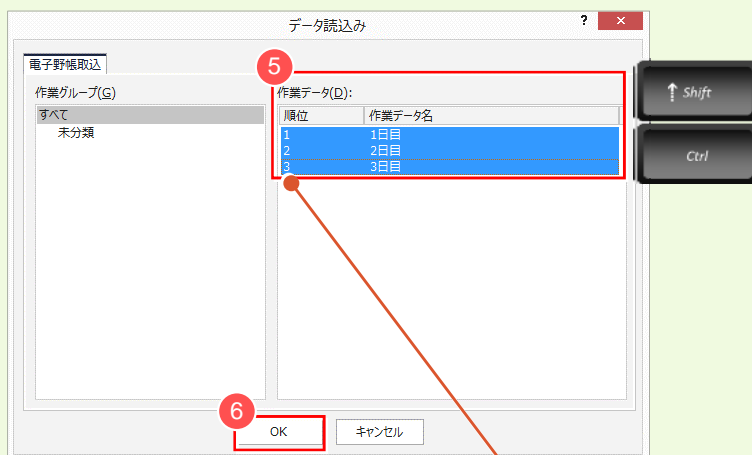 データ読込み
?
×
電子野帳取込
5
作業グループ(G)
作業データ(D):
すべて
未分類
順位 作業データ名
1 1日目
2 2日目
3 3日目
↑ Shift
Ctrl
6
OK
キャンセル